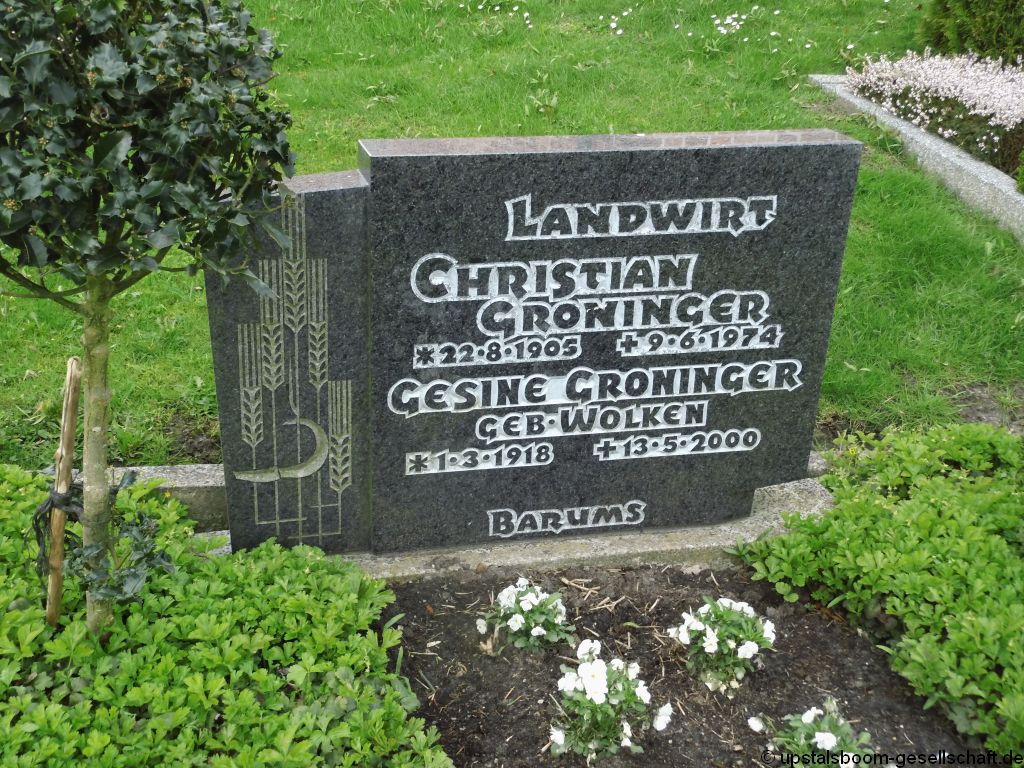 LANDWIRT
CHRISTIAN
GRONINGER
*22·8·1905 +9·6·1974
GESINE GRONINGER
GEB·WOLKEN
*1·3·1918 +13·5·2000
BARUMS
© upstalsboom-gesellschaft.de